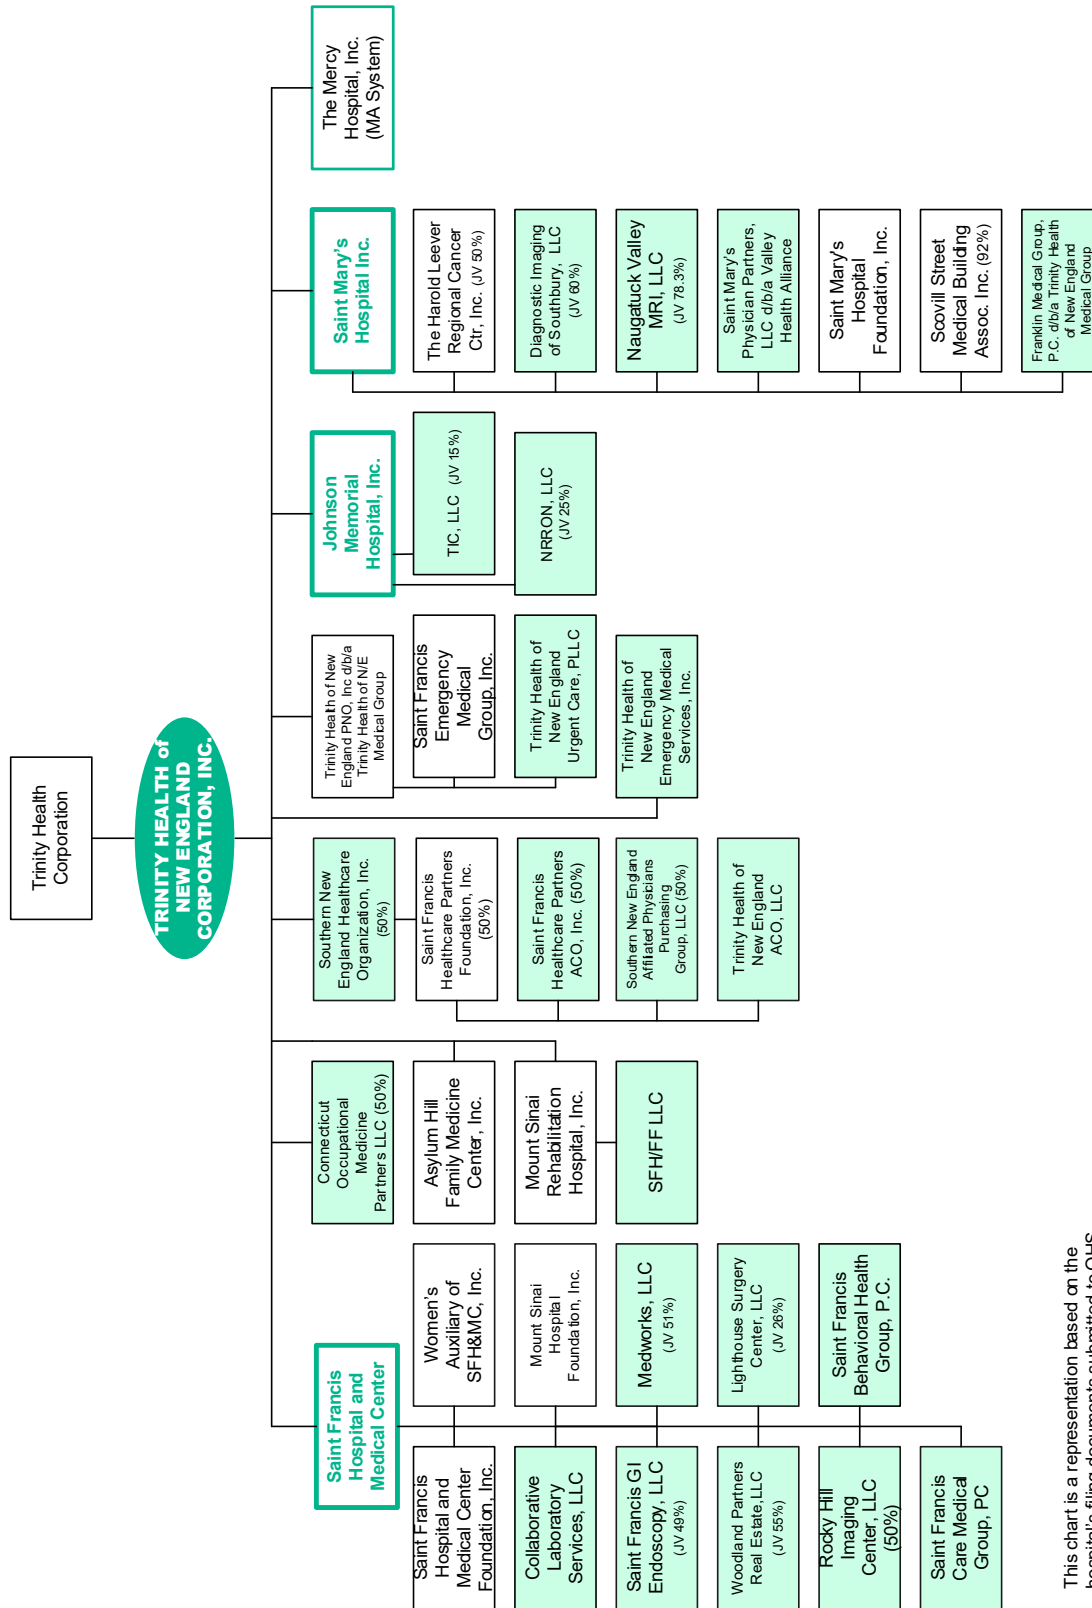 Trinity Health
Corporation
TRINITY HEALTH of
NEW ENGLAND
CORPORATION, INC.
Saint Francis
Hospital and
Medical Center
Saint Francis
Hospital and
Medical Center
Foundation, Inc.
Women's
Auxiliary of
SFH&MC, Inc.
Collaborative
Laboratory
Services, LLC
Mount Sinai
Hospital
Foundation, Inc.
Saint Francis GI
Endoscopy, LLC
(JV 49%)
Medworks, LLC
(JV 51%)
Woodland Partners
Real Estate, LLC
(JV 55%)
Lighthouse Surgery
Center, LLC
(JV 26%)
Rocky Hill
Imaging
Center, LLC
(50%)
Saint Francis
Behavioral Health
Group, P.C.
Saint Francis
Care Medical
Group, PC
Connecticut
Occupational
Medicine
Partners LLC (50%)
Asylum Hill
Family Medicine
Center, Inc.
Mount Sinai
Rehabilitation
Hospital, Inc.
SFH/FF LLC
Southern New
England Healthcare
Organization, Inc.
(50%)
Saint Francis
Healthcare Partners
Foundation, Inc.
(50%)
Saint Francis
Healthcare Partners
ACO, Inc. (50%)
Southern New England
Affiliated Physicians
Purchasing
Group, LLC (50%)
Trinity Health of
New England
ACO, LLC
Trinity Health of New
England PNO, Inc d/b/a
Trinity Health of N/E
Medical Group
Saint Francis
Emergency
Medical
Group, Inc.
Trinity Health of
New England
Urgent Care, PLLC
Trinity Health of
New England
Emergency Medical
Services, Inc.
Johnson
Memorial
Hospital, Inc.
TIC, LLC (JV 15%)
NRRON, LLC
(JV 25%)
Saint Mary's
Hospital Inc.
The Harold Leever
Regional Cancer
Ctr, Inc. (JV 50%)
Diagnostic Imaging
of Southbury, LLC
(JV 60%)
Naugatuck Valley
MRI, LLC
(JV 78.3%)
Saint Mary's
Physician Partners,
LLC d/b/a Valley
Health Alliance
Saint Mary's
Hospital
Foundation, Inc.
Scovill Street
Medical Building
Assoc. Inc. (92%)
Franklin Medical Group,
P.C. d/b/a Trinity Health
of New England
Medical Group
The Mercy
Hospital, Inc.
(MA System)
This chart is a representation based on the
hospital's filing documents submitted to OHS